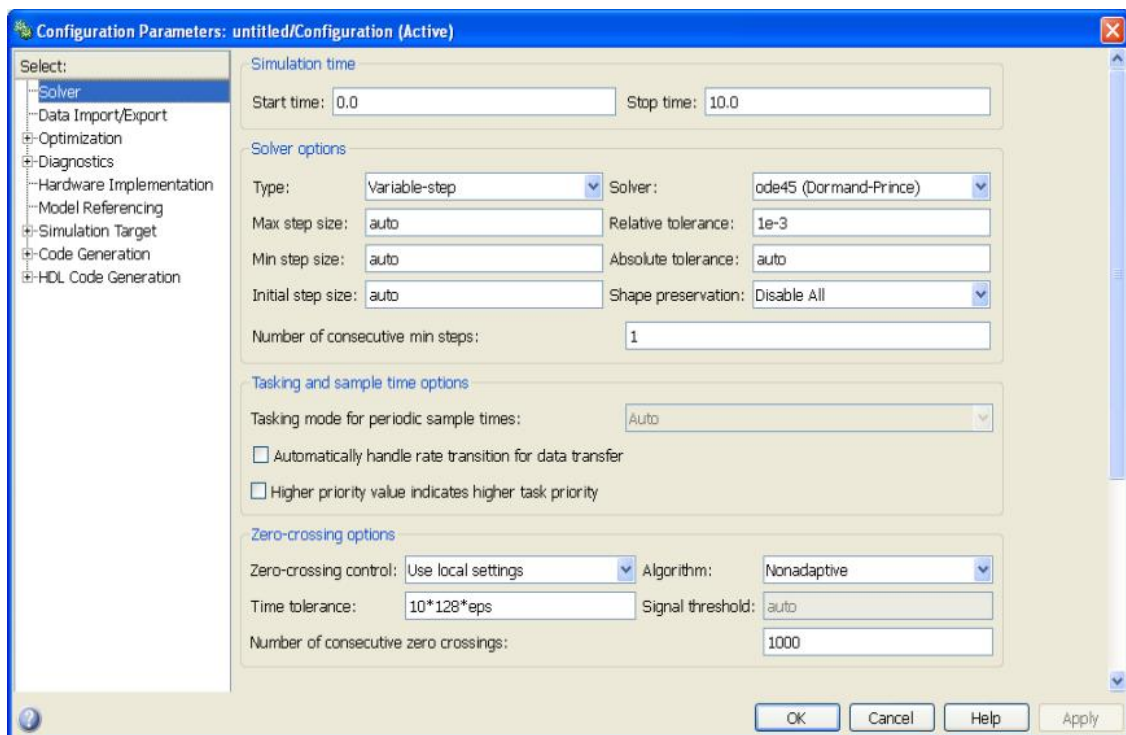 Configuration Parameters: untitled/Configuration (Active)
Select:
Solver
Data Import/Export
Optimization
Diagnostics
Hardware Implementation
Model Referencing
Simulation Target
Code Generation
HDL Code Generation
Simulation time
Start time: 0.0 Stop time: 10.0
Solver options
Type: Variable-step Solver: ode45 (Dormand-Prince)
Max step size: auto Relative tolerance: 1e-3
Min step size: auto Absolute tolerance: auto
Initial step size: auto Shape preservation: Disable All
Number of consecutive min steps: 1
Tasking and sample time options
Tasking mode for periodic sample times: Auto
Automatically handle rate transition for data transfer
Higher priority value indicates higher task priority
Zero-crossing options
Zero-crossing control: Use local settings Algorithm: Nonadaptive
Time tolerance: 10*128*eps Signal threshold: auto
Number of consecutive zero crossings: 1000
OK Cancel Help Apply